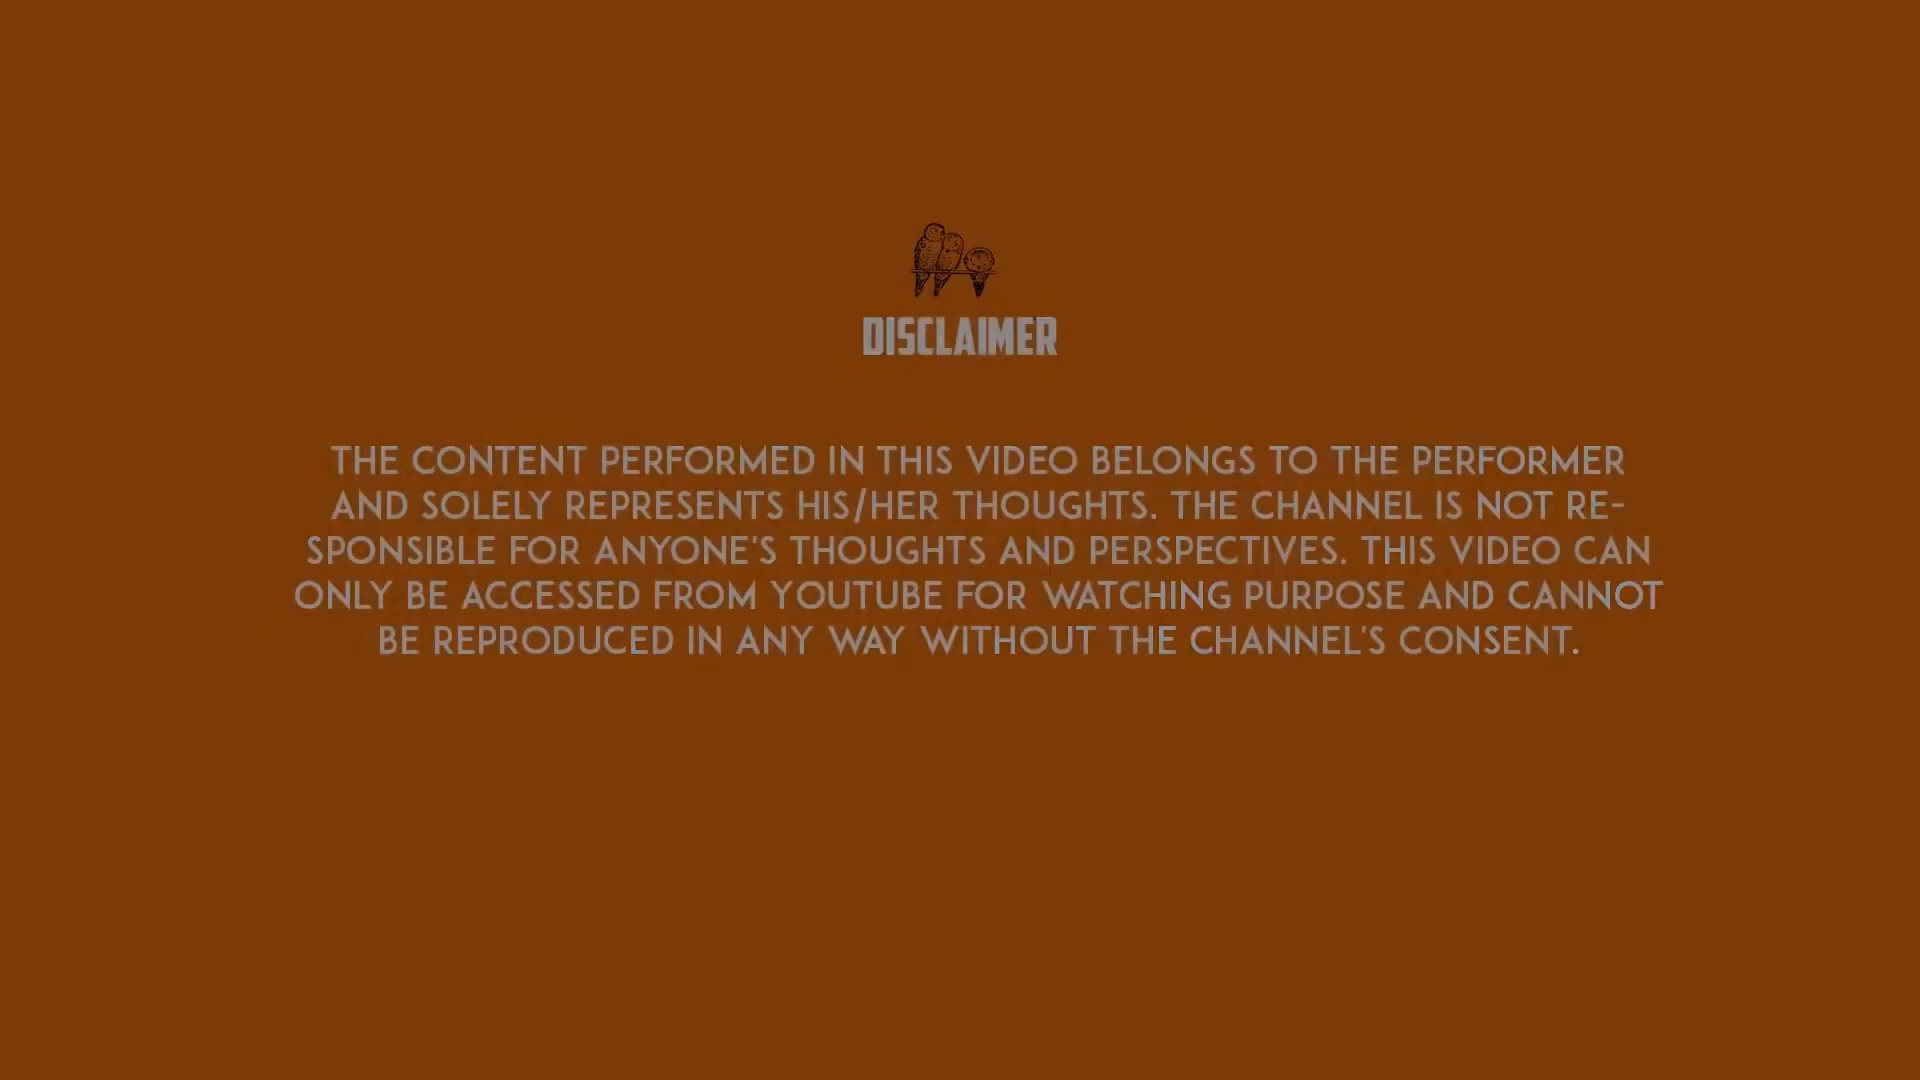 DISCLAIMER
THE CONTENT PERFORMED IN THIS VIDEO BELONGS TO THE PERFORMER
AND SOLELY REPRESENTS HIS/HER THOUGHTS. THE CHANNEL IS NOT RE-
SPONSIBLE FOR ANYONE'S THOUGHTS AND PERSPECTIVES. THIS VIDEO CAN
ONLY BE ACCESSED FROM YOUTUBE FOR WATCHING PURPOSE AND CANNOT
BE REPRODUCED IN ANY WAY WITHOUT THE CHANNEL'S CONSENT.